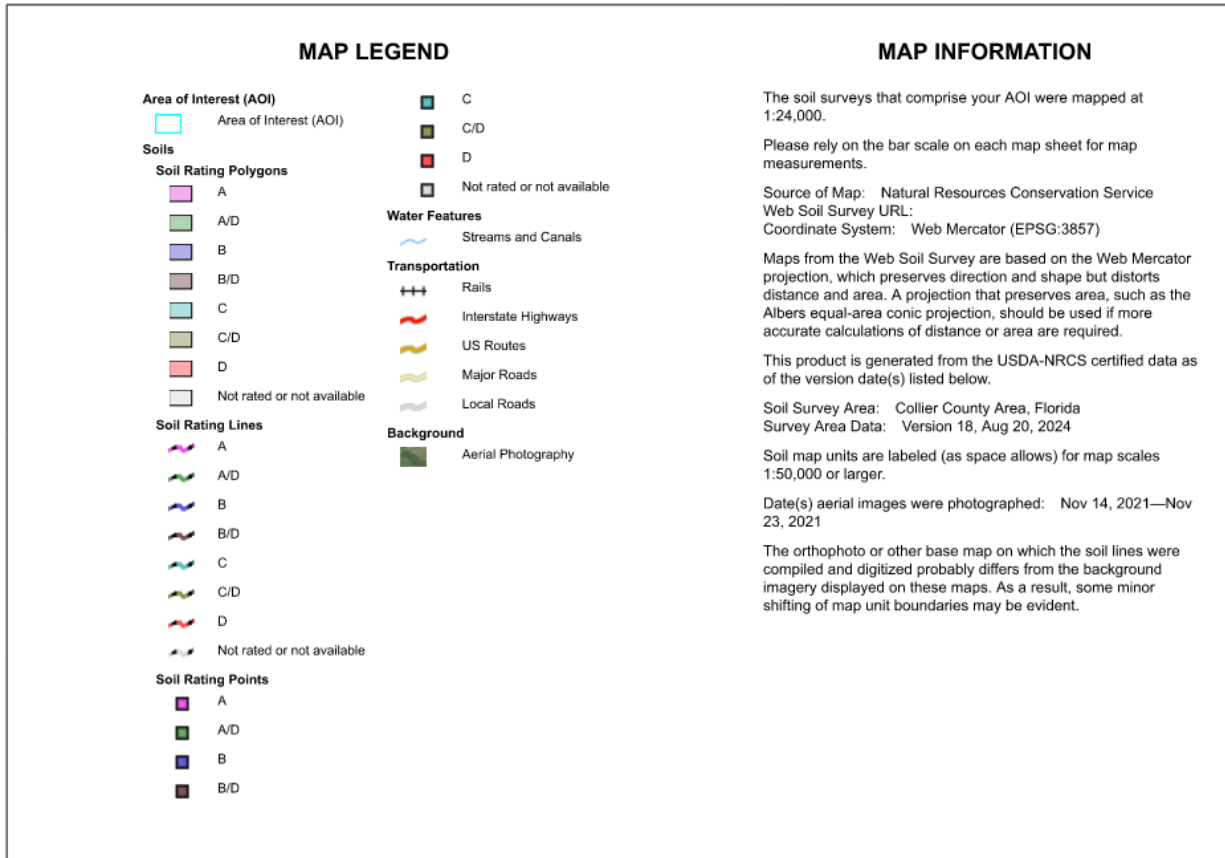 MAP LEGEND
Area of Interest (AOI)
Area of Interest (AOI)
Soils
Soil Rating Polygons
A
A/D
B
B/D
C
C/D
D
Not rated or not available
Soil Rating Lines
A
A/D
B
B/D
C
C/D
D
Not rated or not available
Soil Rating Points
A
A/D
B
B/D
C
C/D
D
Not rated or not available
Water Features
Streams and Canals
Transportation
Rails
Interstate Highways
US Routes
Major Roads
Local Roads
Background
Aerial Photography
MAP INFORMATION
The soil surveys that comprise your AOI were mapped at
1:24,000.
Please rely on the bar scale on each map sheet for map
measurements.
Source of Map: Natural Resources Conservation Service
Web Soil Survey URL:
Coordinate System: Web Mercator (EPSG:3857)
Maps from the Web Soil Survey are based on the Web Mercator
projection, which preserves direction and shape but distorts
distance and area. A projection that preserves area, such as the
Albers equal-area conic projection, should be used if more
accurate calculations of distance or area are required.
This product is generated from the USDA-NRCS certified data as
of the version date(s) listed below.
Soil Survey Area: Collier County Area, Florida
Survey Area Data: Version 18, Aug 20, 2024
Soil map units are labeled (as space allows) for map scales
1:50,000 or larger.
Date(s) aerial images were photographed: Nov 14, 2021—Nov
23, 2021
The orthophoto or other base map on which the soil lines were
compiled and digitized probably differs from the background
imagery displayed on these maps. As a result, some minor
shifting of map unit boundaries may be evident.